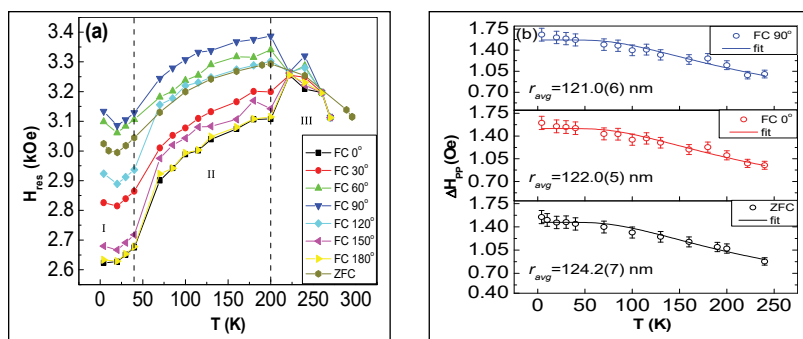 (a)
3.4
3.3
3.2
3.1
3.0
2.9
2.8
2.7
2.6
H_res (kOe)
I
II
III
FC 0°
FC 30°
FC 60°
FC 90°
FC 120°
FC 150°
FC 180°
ZFC
0 50 100 150 200 250 300
T (K)
(b)
1.75
1.40
1.05
0.70
FC 90°
fit
r_avg=121.0(6) nm
1.75
1.40
1.05
0.70
FC 0°
fit
r_avg=122.0(5) nm
ΔH_PP (Oe)
1.75
1.40
1.05
0.70
1.40
ZFC
fit
r_avg=124.2(7) nm
0 50 100 150 200 250
T (K)